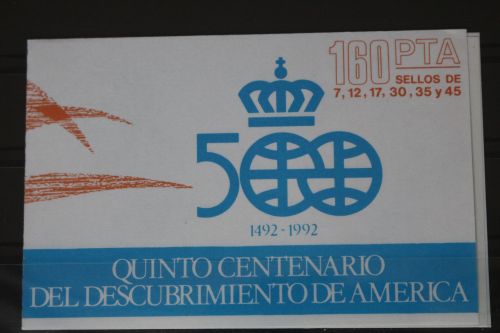 160 PTA
SELLOS DE
7, 12, 17, 30, 35 y 45
500
1492 - 1992
QUINTO CENTENARIO
DEL DESCUBRIMIENTO DE AMERICA